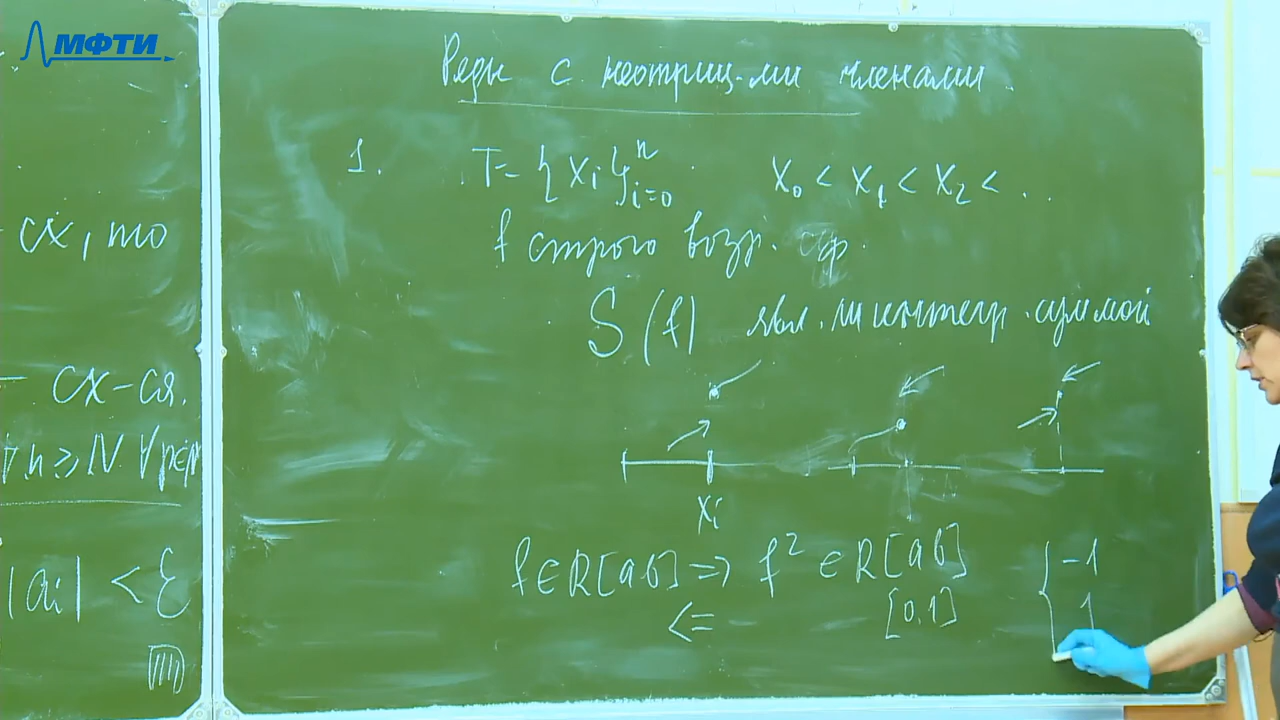 МФТИ
сх, то
сх-ся.
∀n ≥ N ∀p∈
|aᵢ| < ε
Ряды с неотриц-ми членами.
1. T = {xᵢ}ⁿᵢ₌₀ x₀ < x₁ < x₂ < ...
f строго возр. ф.
S(f) явл. ли интегр. суммой
xᵢ
f∈R[ab] => f² ∈R[ab]
<= [0,1]
{ -1
1